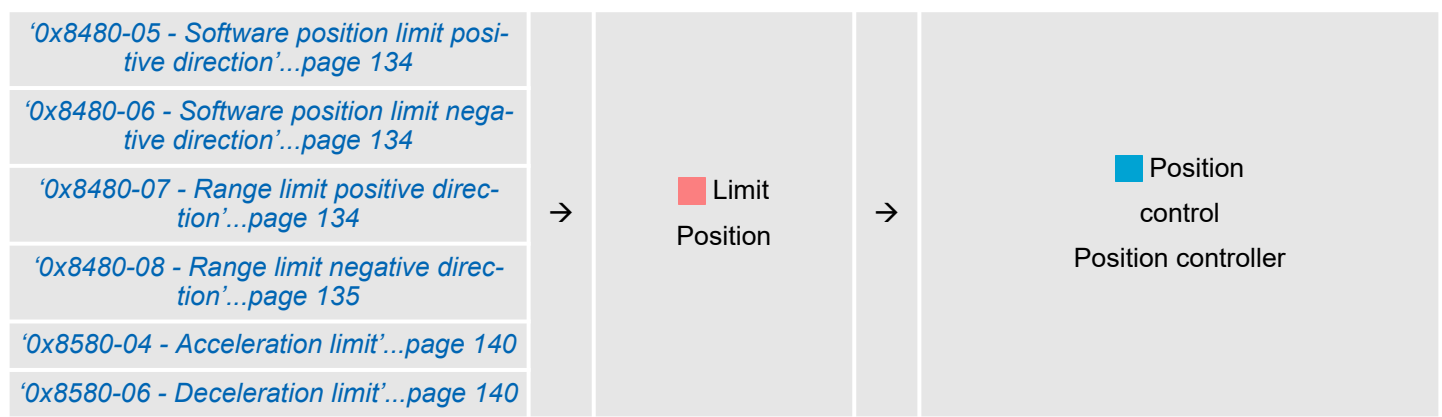 ‘0x8480-05 - Software position limit posi-
tive direction’...page 134
‘0x8480-06 - Software position limit nega-
tive direction’...page 134
‘0x8480-07 - Range limit positive direc-
tion’...page 134
‘0x8480-08 - Range limit negative direc-
tion’...page 135
‘0x8580-04 - Acceleration limit’...page 140
‘0x8580-06 - Deceleration limit’...page 140
→
Limit
Position
→
Position
control
Position controller